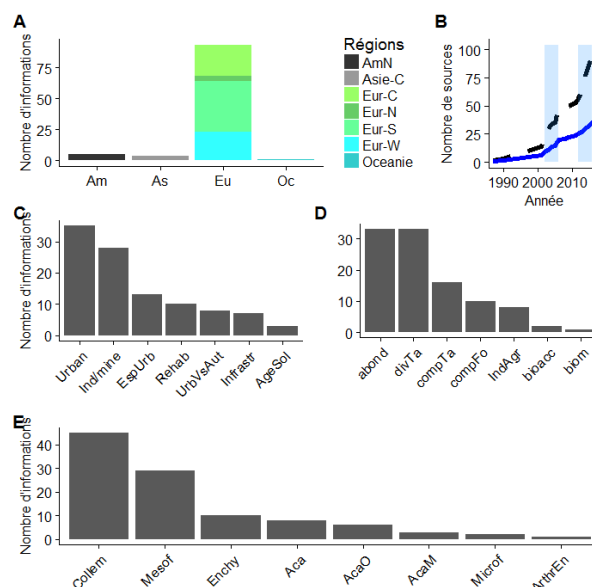 A
Nombre d'informations
75
50
25
0
Am
As
Eu
Oc
Régions
AmN
Asie-C
Eur-C
Eur-N
Eur-S
Eur-W
Oceanie
B
Nombre de sources
100
75
50
25
0
1990
2000
2010
Année
C
Nombre d'informations
30
20
10
0
Urban
Ind/mine
EspUrb
Rehab
UrbVsAut
Infrastr
AgeSol
D
30
20
10
0
abond
divTa
compTa
compFo
IndAgr
bioacc
biom
E
Nombre d'informations
40
30
20
10
0
Collem
Mesof
Enchy
Aca
AcaO
AcaM
Microf
ArthrEn